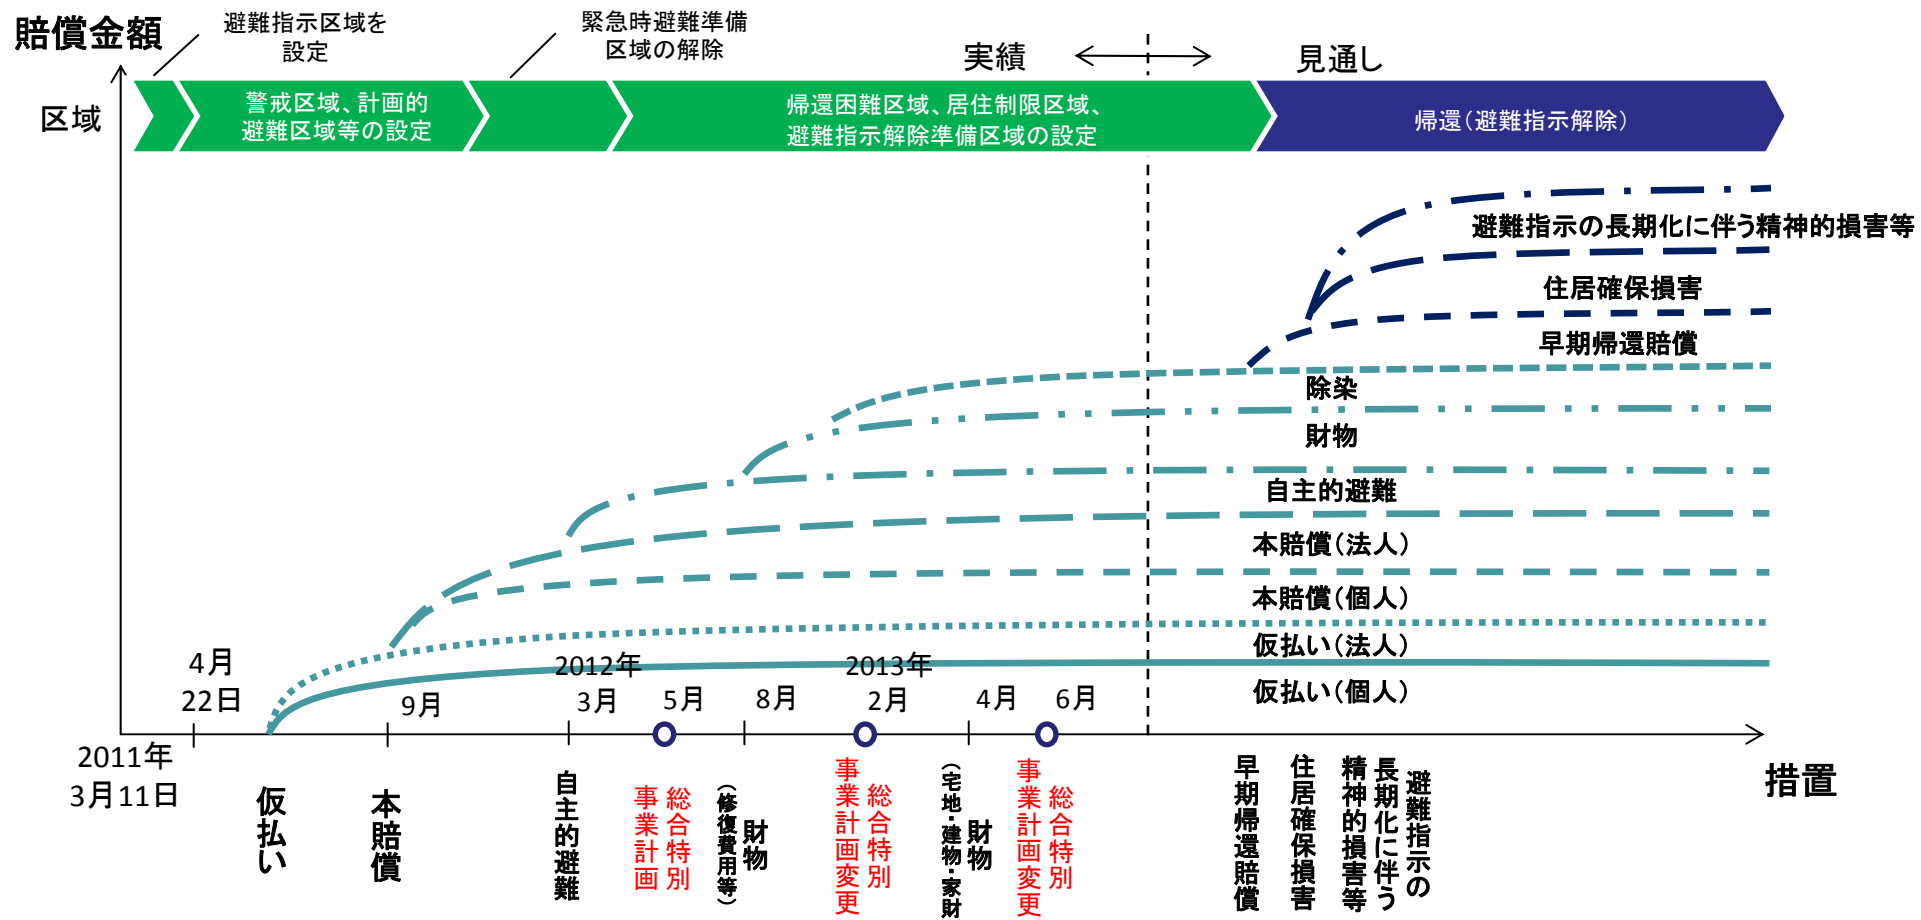 賠償金額
避難指示区域を
設定
緊急時避難準備
区域の解除
実績
見通し
区域
警戒区域、計画的
避難区域等の設定
帰還困難区域、居住制限区域、
避難指示解除準備区域の設定
帰還(避難指示解除)
避難指示の長期化に伴う精神的損害等
住居確保損害
早期帰還賠償
除染
財物
自主的避難
本賠償(法人)
本賠償(個人)
仮払い(法人)
仮払い(個人)
4月
22日
9月
2012年
3月
5月
8月
2013年
2月
4月
6月
2011年
3月11日
仮払い
本賠償
自主的避難
総合特別
事業計画
財物
(修復費用等)
総合特別
事業計画変更
財物
(宅地・建物・家財
総合特別
事業計画変更
早期帰還賠償
住居確保損害
避難指示の
長期化に伴う
精神的損害等
措置